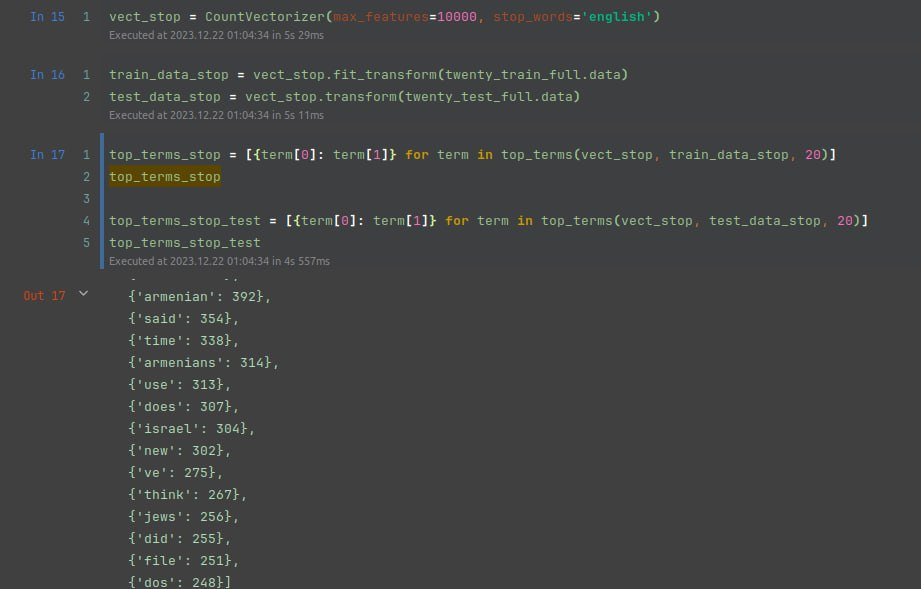 In 15 1 vect_stop = CountVectorizer(max_features=10000, stop_words='english')
Executed at 2023.12.22 01:04:34 in 5s 29ms
In 16 1 train_data_stop = vect_stop.fit_transform(twenty_train_full.data)
2 test_data_stop = vect_stop.transform(twenty_test_full.data)
Executed at 2023.12.22 01:04:34 in 5s 11ms
In 17 1 top_terms_stop = [{term[0]: term[1]} for term in top_terms(vect_stop, train_data_stop, 20)]
2 top_terms_stop
3
4 top_terms_stop_test = [{term[0]: term[1]} for term in top_terms(vect_stop, test_data_stop, 20)]
5 top_terms_stop_test
Executed at 2023.12.22 01:04:34 in 4s 557ms
Out 17 {'armenian': 392},
{'said': 354},
{'time': 338},
{'armenians': 314},
{'use': 313},
{'does': 307},
{'israel': 304},
{'new': 302},
{'ve': 275},
{'think': 267},
{'jews': 256},
{'did': 255},
{'file': 251},
{'dos': 248}]